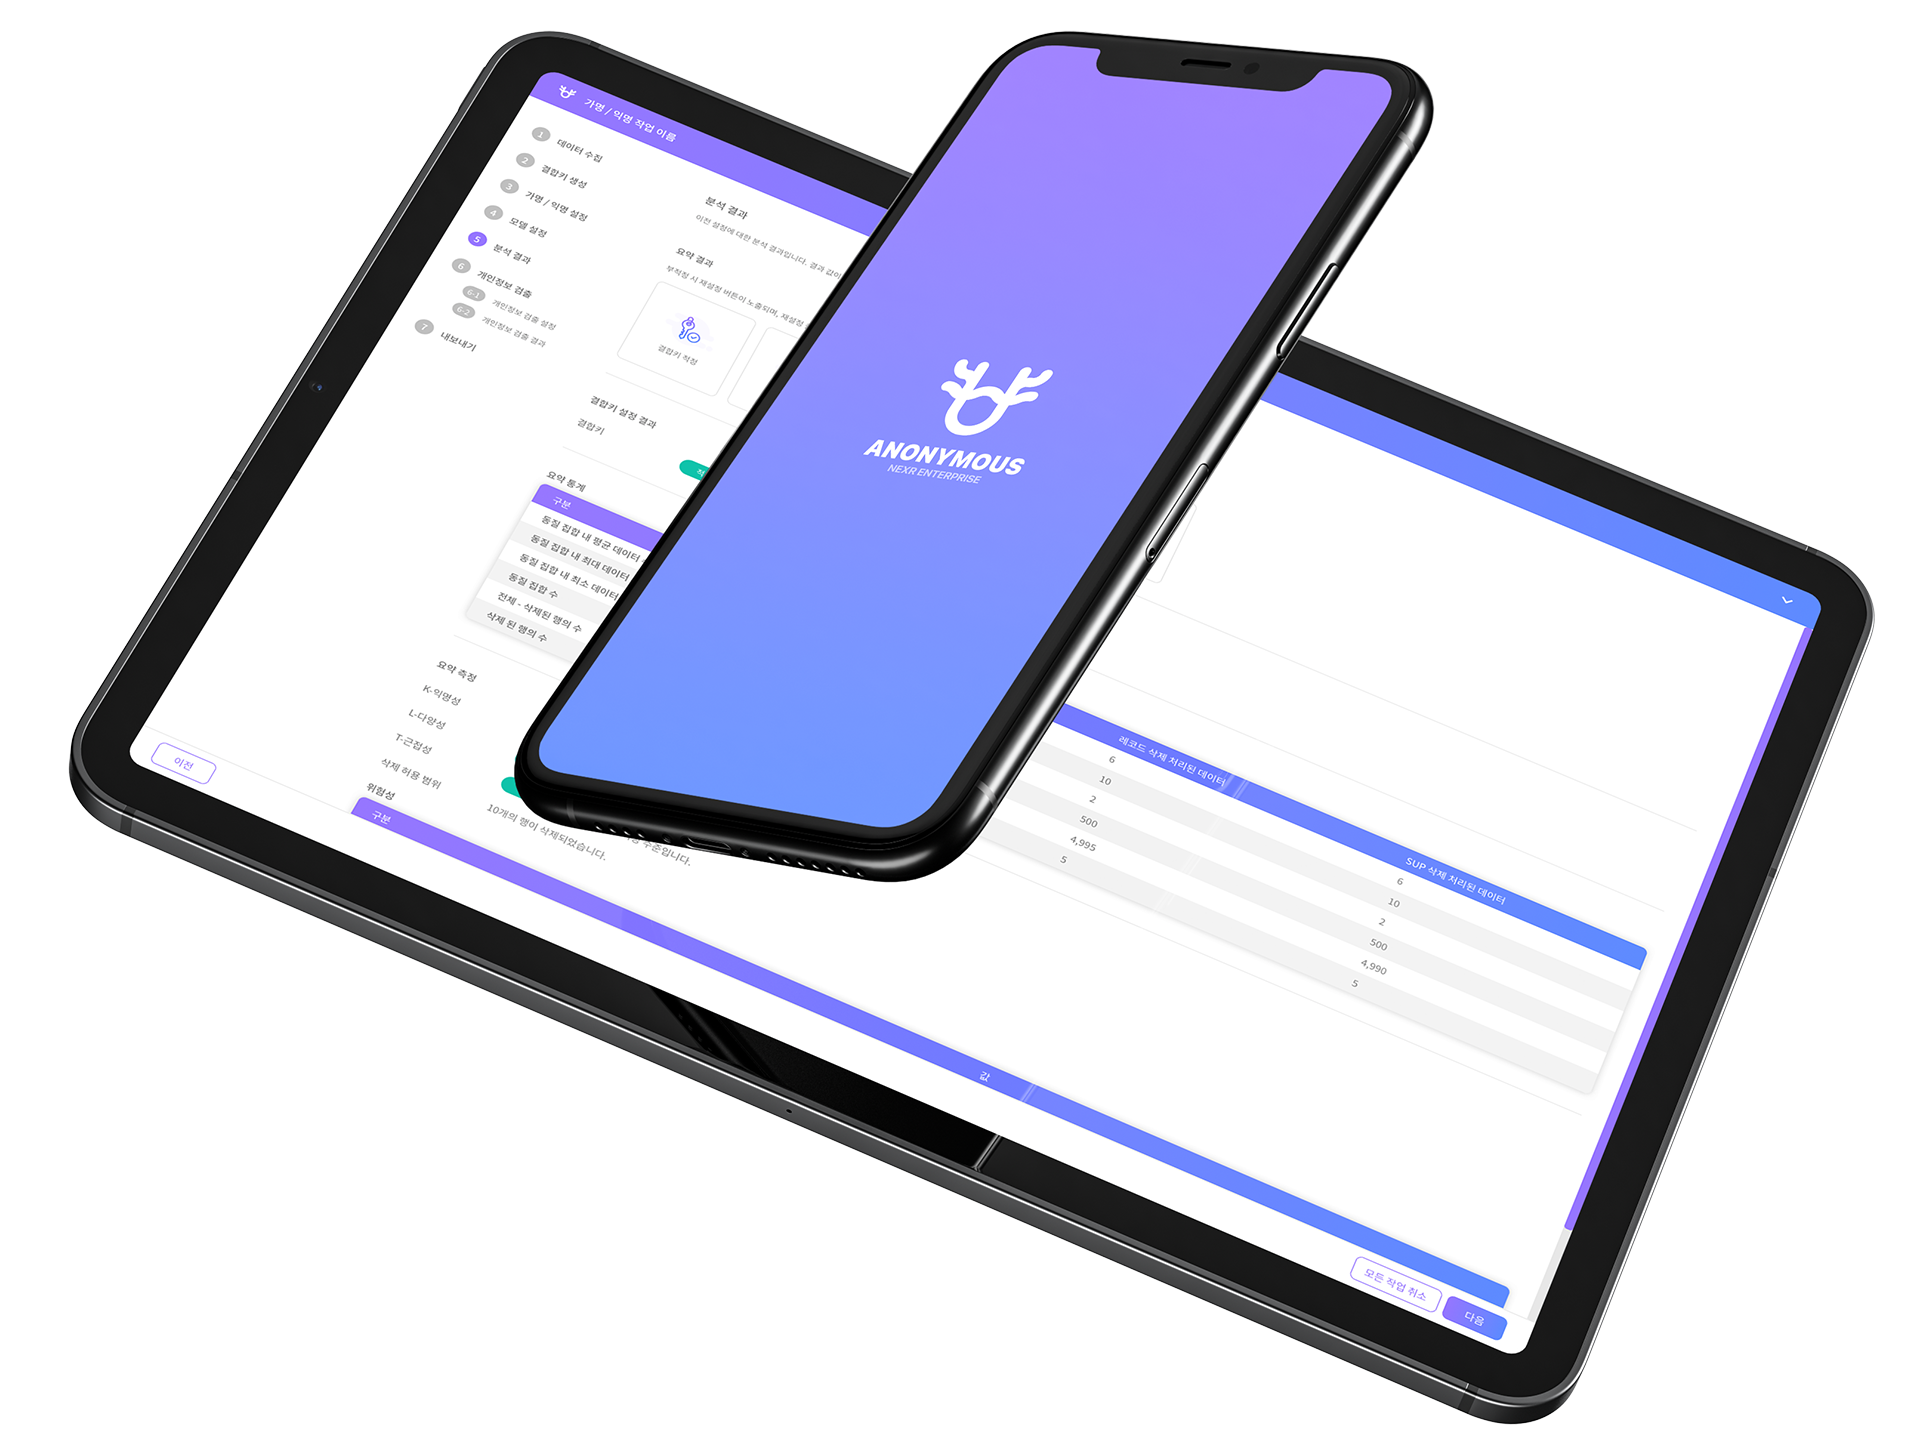 가명 / 익명 작업 이름
1 데이터 수집
2 결합키 생성
3 가명 / 익명 설정
4 모델 설정
5 분석 결과
6 개인정보 검출
6-1 개인정보 검출 설정
6-2 개인정보 검출 결과
7 내보내기
분석 결과
이전 설정에 대한 분석 결과입니다. 결과 값이
요약 결과
부적정 시 재설정 버튼이 노출되며, 재설정
결합키 적정
결합키 설정 결과
결합키
요약 통계
구분
레코드 삭제 처리된 데이터
SUP 삭제 처리된 데이터
동질 집합 내 평균 데이터
6
6
동질 집합 내 최대 데이터
10
10
동질 집합 내 최소 데이터
2
2
동질 집합 수
500
500
전체 - 삭제된 행의 수
4,995
4,990
삭제 된 행의 수
5
5
요약 측정
K-익명성
L-다양성
T-근접성
삭제 허용 범위
수준입니다.
10개의 행이 삭제되었습니다.
위험성
구분
값
이전
모든 작업 취소
다음
ANONYMOUS
NEXR ENTERPRISE